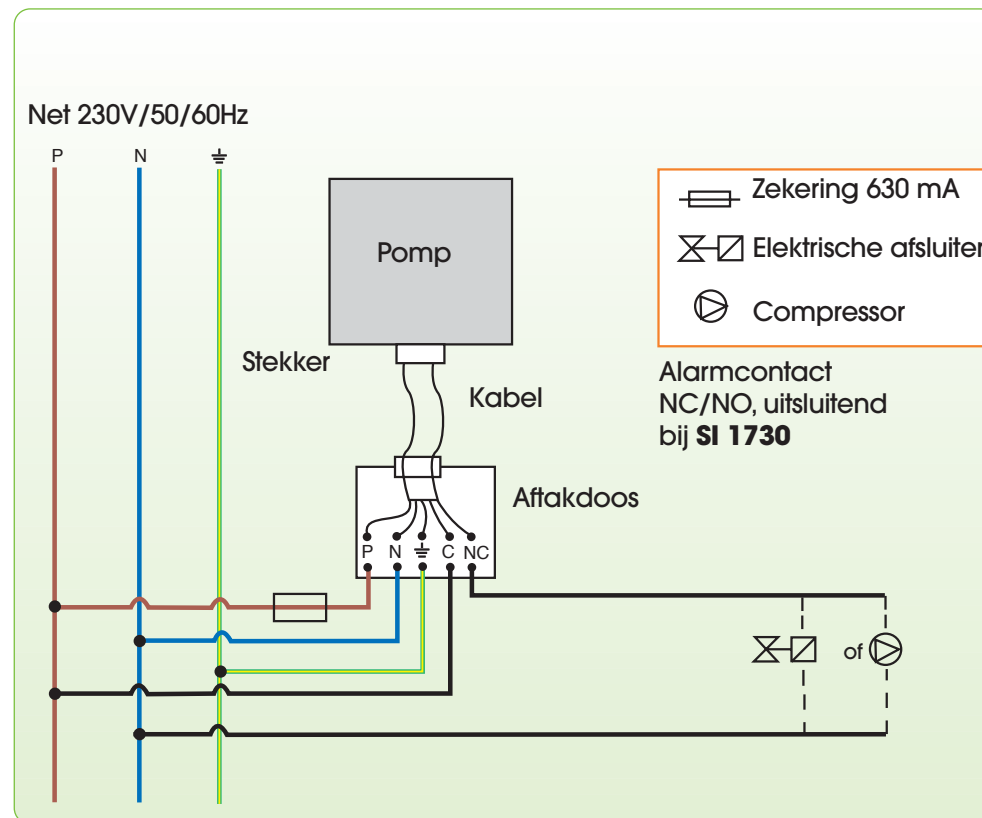 Net 230V/50/60Hz
P N
Pomp
Zekering 630 mA
Elektrische afsluiter
Compressor
Stekker
Kabel
Alarmcontact
NC/NO, uitsluitend
bij SI 1730
Aftakdoos
P N C NC
of